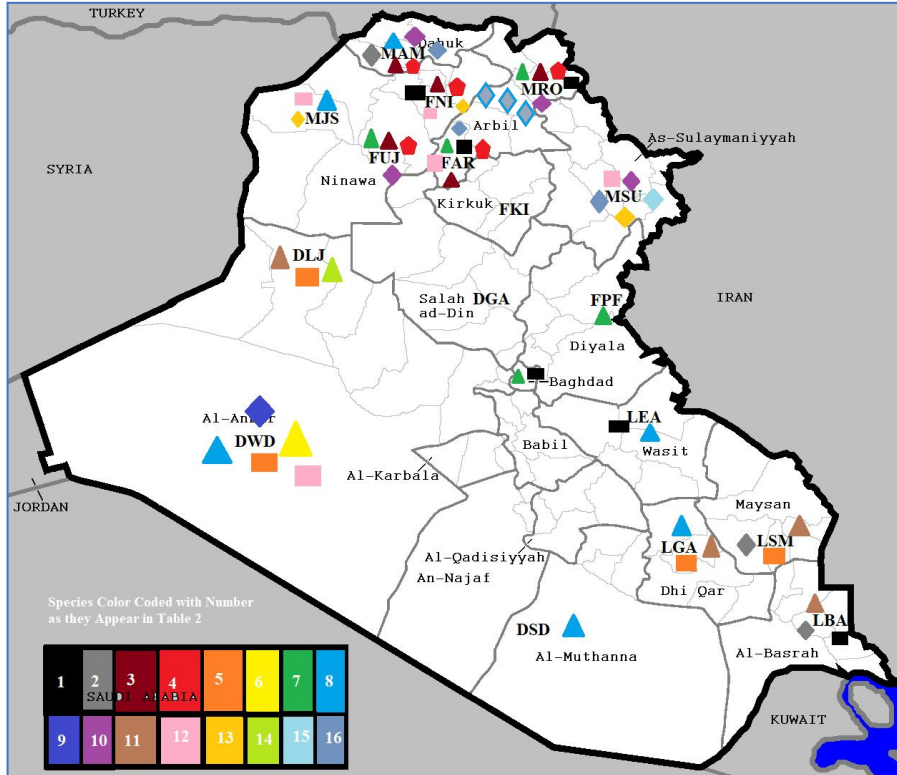 TURKEY
Dahuk
MAM
MRO
FNI
MJS
Arbil
As-Sulaymaniyyah
SYRIA
FUJ
FAR
Ninawa
MSU
Kirkuk
FKI
DLJ
Salah
ad-Din
DGA
FPF
IRAN
Diyala
Baghdad
Al-Anbar
LEA
DWD
Babil
Wasit
Al-Karbala
JORDAN
Maysan
LSM
Al-Qadisiyyah
LGA
An-Najaf
Dhi Qar
Species Color Coded with Number
as they Appear in Table 2
DSD
LBA
Al-Muthanna
Al-Basrah
1 2 3 4 5 6 7 8
SAUDI ARABIA
KUWAIT
9 10 11 12 13 14 15 16